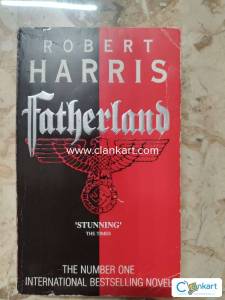 ROBERT
HARRIS
Fatherland
www.clankart.com
'STUNNING'
THE TIMES
THE NUMBER ONE
INTERNATIONAL BESTSELLING NOVEL
Clankart